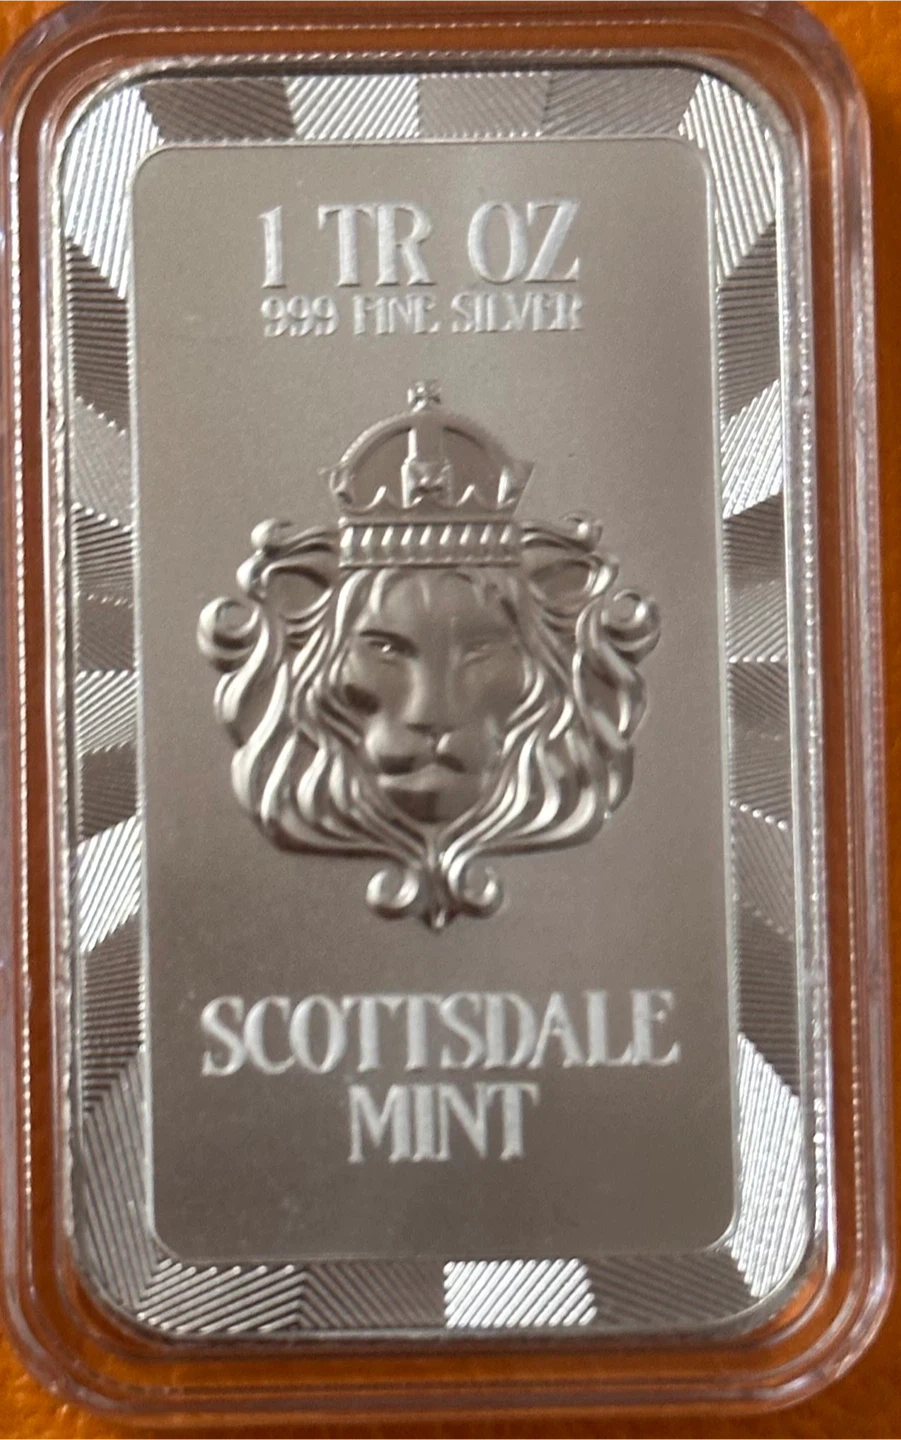 1 TR OZ
999 FINE SILVER
SCOTTSDALE
MINT